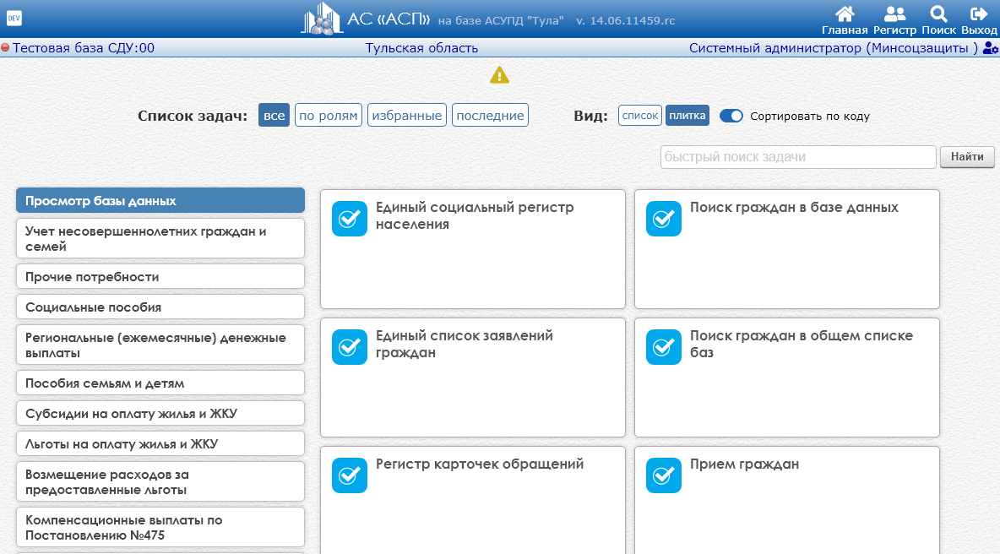 DEV
АС «АСП» на базе АСУПД "Тула" v. 14.06.11459.rc
Главная Регистр Поиск Выход
Тестовая база СДУ:00 Тульская область Системный администратор (Минсоцзащиты )
Список задач: все по ролям избранные последние Вид: список плитка Сортировать по коду
быстрый поиск задачи Найти
Просмотр базы данных
Учет несовершеннолетних граждан и
семей
Прочие потребности
Социальные пособия
Региональные (ежемесячные) денежные
выплаты
Пособия семьям и детям
Субсидии на оплату жилья и ЖКУ
Льготы на оплату жилья и ЖКУ
Возмещение расходов за
предоставленные льготы
Компенсационные выплаты по
Постановлению №475
Единый социальный регистр
населения
Поиск граждан в базе данных
Единый список заявлений
граждан
Поиск граждан в общем списке
баз
Регистр карточек обращений
Прием граждан